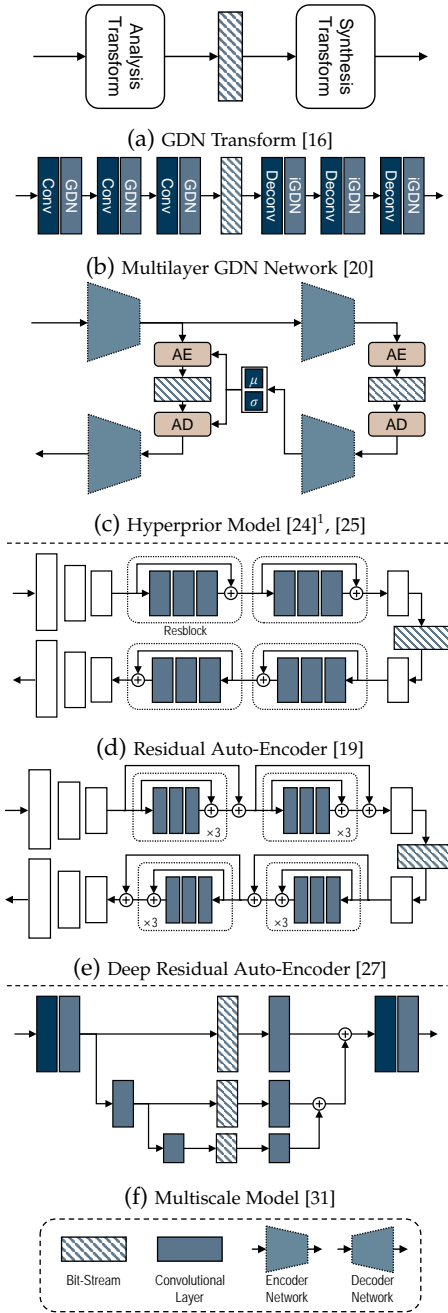 Analysis
Transform
Synthesis
Transform
(a) GDN Transform [16]
Conv GDN Conv GDN Conv GDN Deconv iGDN Deconv iGDN Deconv iGDN
(b) Multilayer GDN Network [20]
AE AE
μ
σ
AD AD
(c) Hyperprior Model [24]¹, [25]
Resblock
(d) Residual Auto-Encoder [19]
×3 ×3
×3 ×3
(e) Deep Residual Auto-Encoder [27]
(f) Multiscale Model [31]
Bit-Stream
Convolutional
Layer
Encoder
Network
Decoder
Network